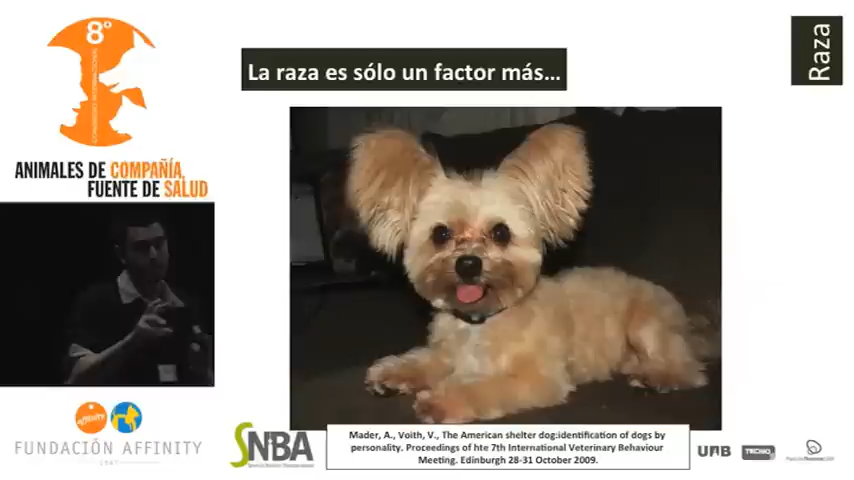 8º
ANIMALES DE COMPAÑÍA,
FUENTE DE SALUD
La raza es sólo un factor más...
Raza
affinity
FUNDACIÓN AFFINITY
SNBA
Mader, A., Voith, V., The American shelter dog:identification of dogs by
personality. Proceedings of hte 7th International Veterinary Behaviour
Meeting. Edinburgh 28-31 October 2009.
UAB
TECNIO